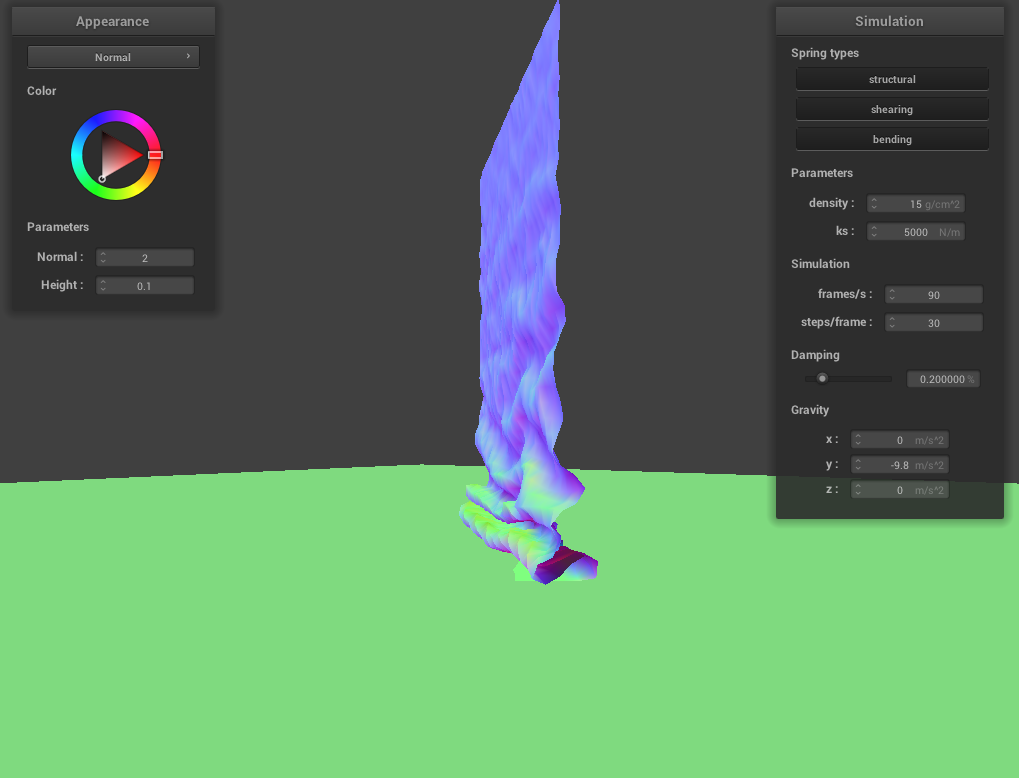 Appearance
Normal
Color
Parameters
Normal : 2
Height : 0.1
Simulation
Spring types
structural
shearing
bending
Parameters
density : 15 g/cm^2
ks : 5000 N/m
Simulation
frames/s : 90
steps/frame : 30
Damping
0.200000 %
Gravity
x : 0 m/s^2
y : -9.8 m/s^2
z : 0 m/s^2